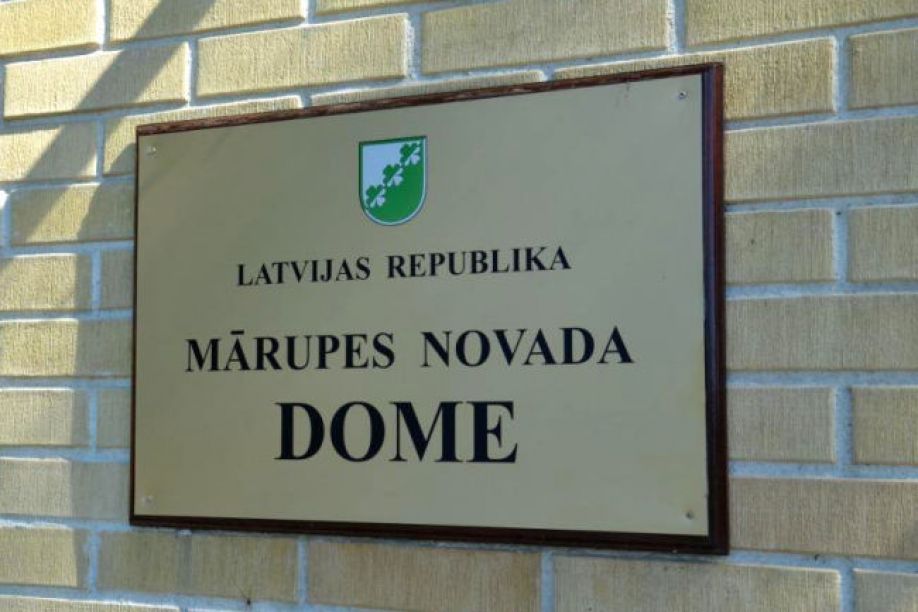 LATVIJAS REPUBLIKA
MĀRUPES NOVADA
DOME